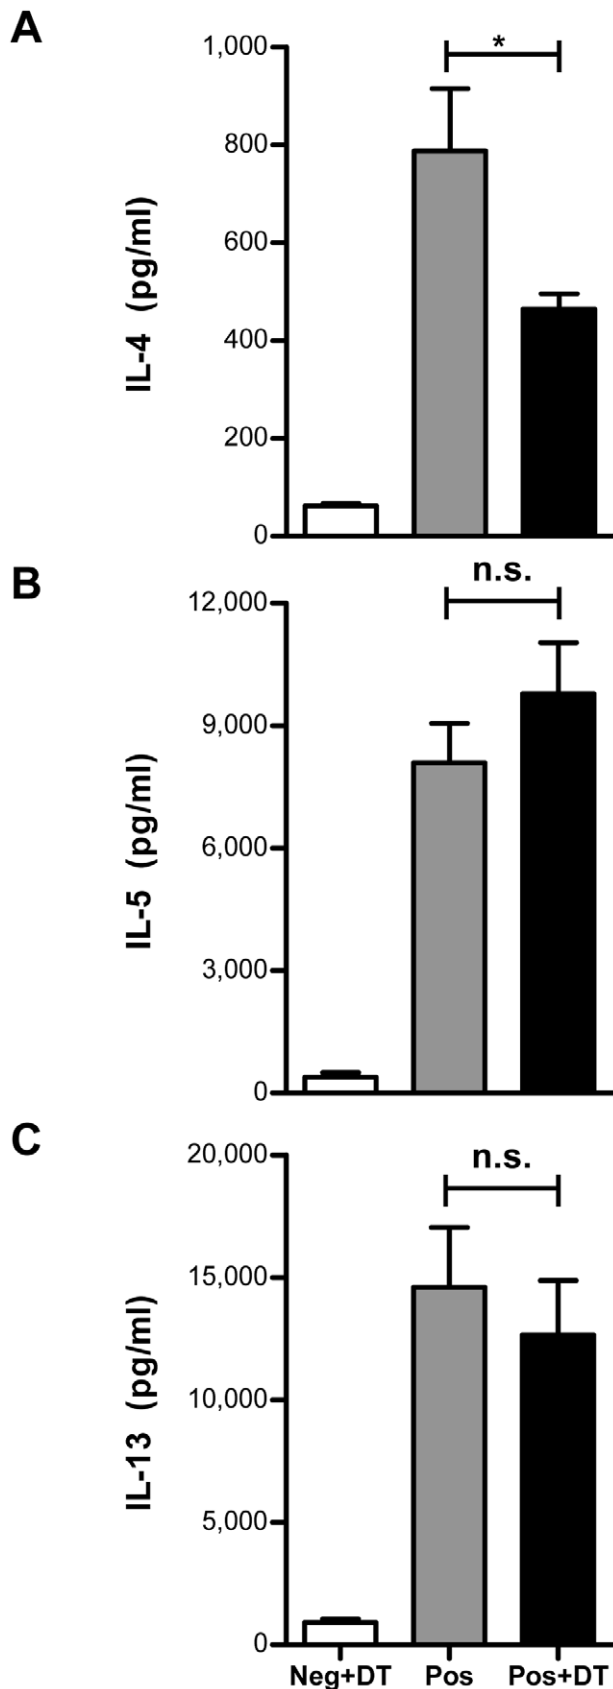 A
1,000
*
800
600
400
200
0
IL-4 (pg/ml)
B
n.s.
12,000
9,000
6,000
3,000
0
IL-5 (pg/ml)
C
n.s.
20,000
15,000
10,000
5,000
0
IL-13 (pg/ml)
Neg+DT Pos Pos+DT